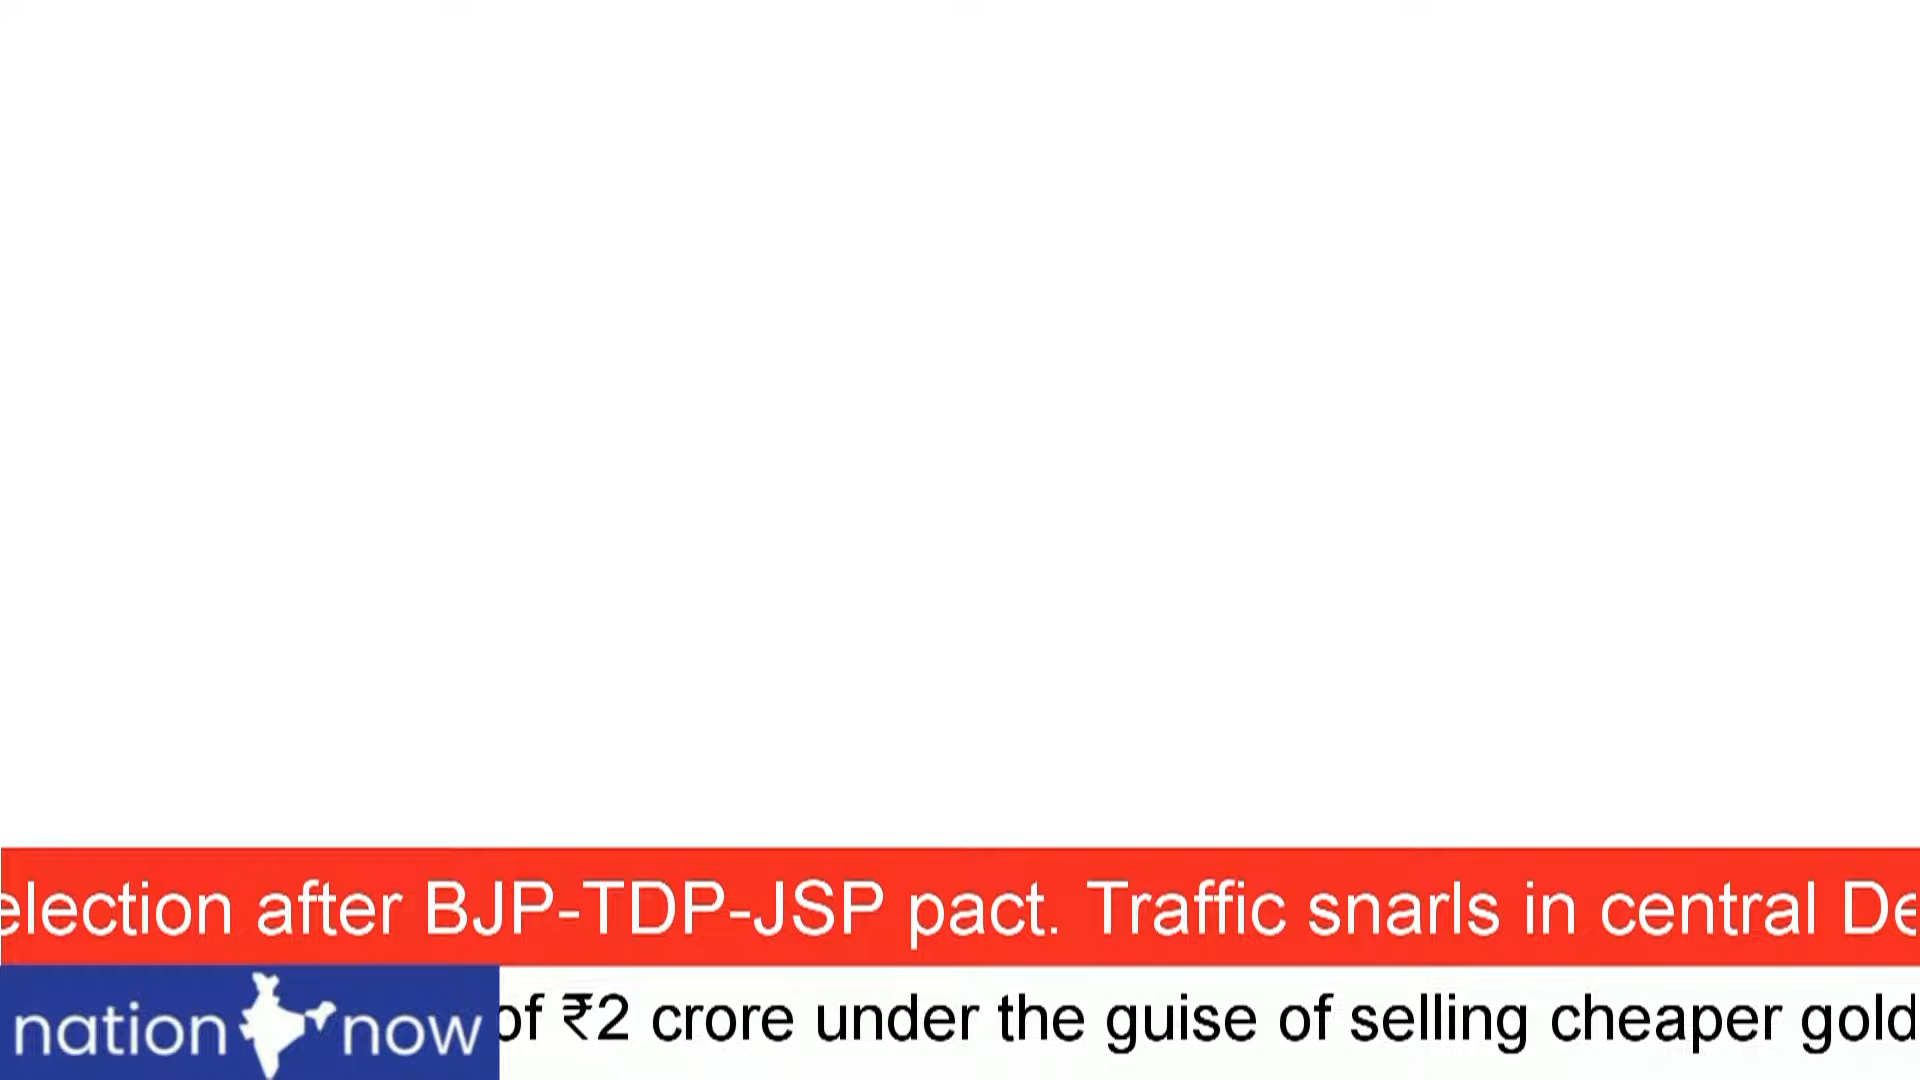 election after BJP-TDP-JSP pact. Traffic snarls in central De
nation now
of ₹2 crore under the guise of selling cheaper gold